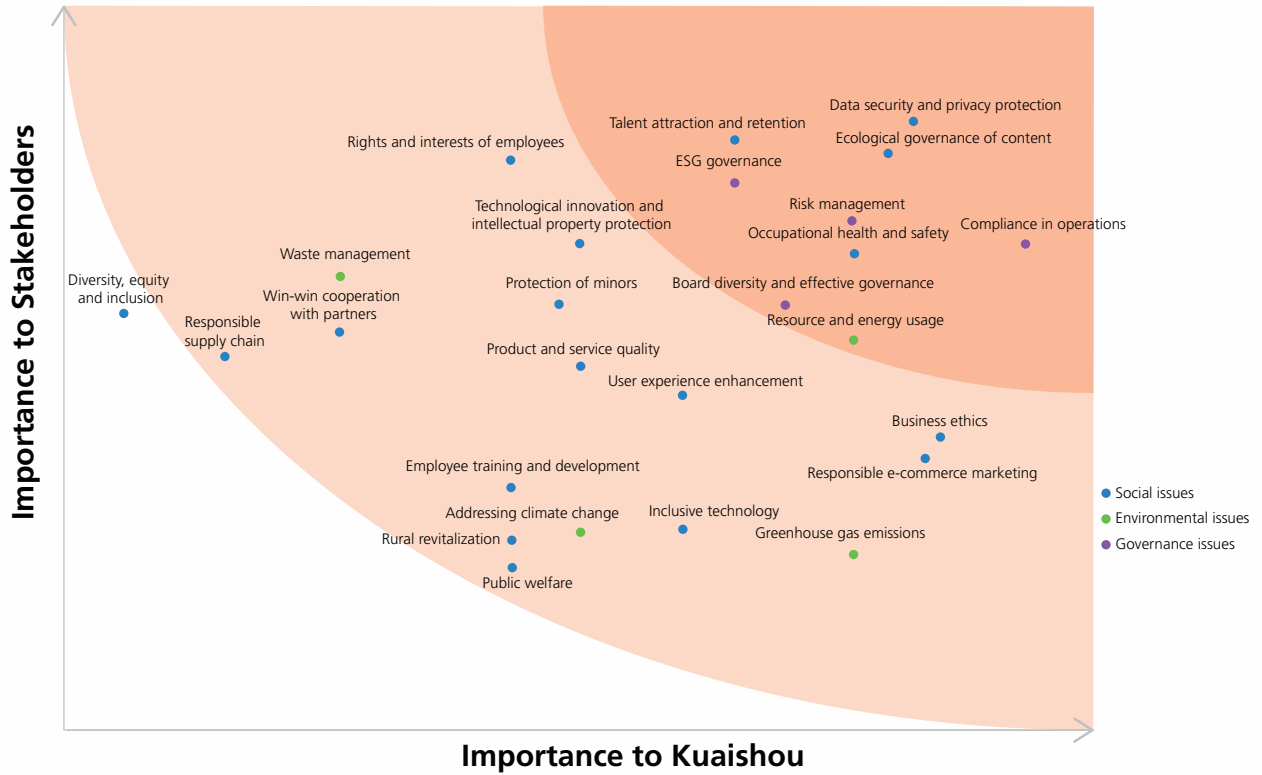 Importance to Stakeholders
Data security and privacy protection
Talent attraction and retention
Ecological governance of content
Rights and interests of employees
ESG governance
Risk management
Technological innovation and
intellectual property protection
Compliance in operations
Occupational health and safety
Waste management
Diversity, equity
and inclusion
Protection of minors
Board diversity and effective governance
Win-win cooperation
with partners
Responsible
supply chain
Resource and energy usage
Product and service quality
User experience enhancement
Business ethics
Employee training and development
Responsible e-commerce marketing
Social issues
Addressing climate change
Inclusive technology
Environmental issues
Rural revitalization
Greenhouse gas emissions
Governance issues
Public welfare
Importance to Kuaishou